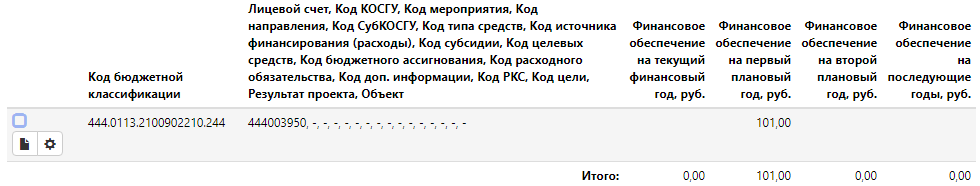 Код бюджетной
классификации
Лицевой счет, Код КОСГУ, Код мероприятия, Код
направления, Код СубКОСГУ, Код типа средств, Код источника
финансирования (расходы), Код субсидии, Код целевых
средств, Код бюджетного ассигнования, Код расходного
обязательства, Код доп. информации, Код РКС, Код цели,
Результат проекта, Объект
Финансовое
обеспечение
на текущий
финансовый
год, руб.
Финансовое
обеспечение
на первый
плановый
год, руб.
Финансовое
обеспечение
на второй
плановый
год, руб.
Финансовое
обеспечение
на
последующие
годы, руб.
444.0113.2100902210.244
444003950, -, -, -, -, -, -, -, -, -, -, -, -, -, -, -
101,00
Итого: 0,00 101,00 0,00 0,00